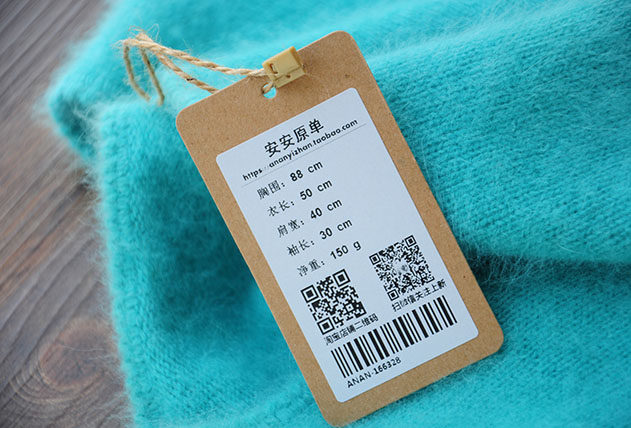 安安原单
https://ananyizhan.taobao.com
胸围：88 cm
衣长：50 cm
肩宽：40 cm
袖长：30 cm
净重：150 g
淘宝店铺二维码
扫微信关注上新
ANAN-166328